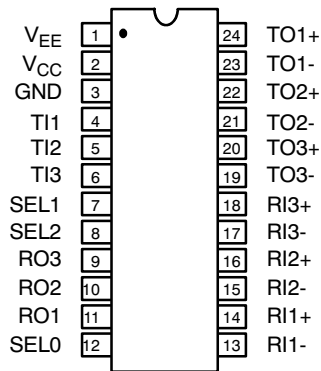 V_EE 1 24 TO1+
V_CC 2 23 TO1-
GND 3 22 TO2+
TI1 4 21 TO2-
TI2 5 20 TO3+
TI3 6 19 TO3-
SEL1 7 18 RI3+
SEL2 8 17 RI3-
RO3 9 16 RI2+
RO2 10 15 RI2-
RO1 11 14 RI1+
SEL0 12 13 RI1-